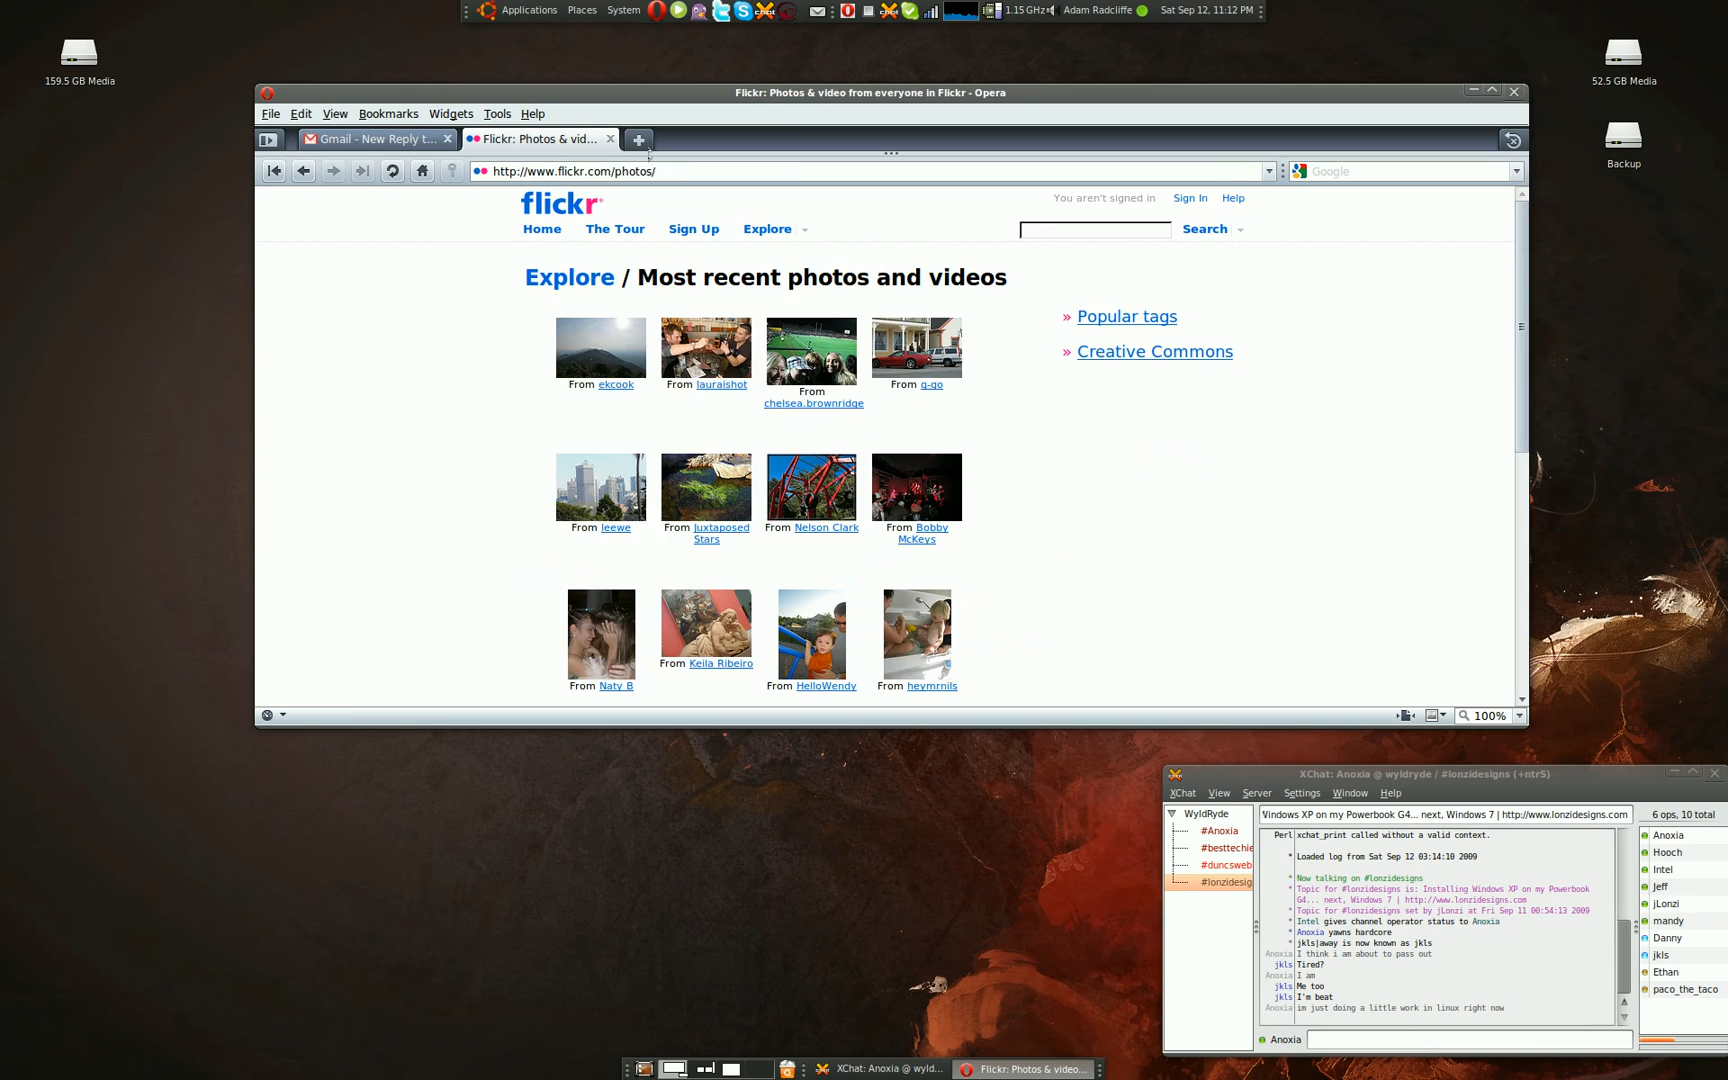 Applications Places System 1.15 GHz Adam Radcliffe Sat Sep 12, 11:12 PM
159.5 GB Media
52.5 GB Media
Backup
Flickr: Photos & video from everyone in Flickr - Opera
File Edit View Bookmarks Widgets Tools Help
Gmail - New Reply t... Flickr: Photos & vid...
http://www.flickr.com/photos/ Google
flickr
You aren't signed in Sign In Help
Home The Tour Sign Up Explore Search
Explore / Most recent photos and videos
» Popular tags
» Creative Commons
From ekcook
From lauraishot
From
chelsea.brownridge
From g-go
From leewe
From Juxtaposed
Stars
From Nelson Clark
From Bobby
McKeys
From Naty B
From Keila Ribeiro
From HelloWendy
From heymrnils
100%
XChat: Anoxia @ wyldryde / #lonzidesigns (+ntrS)
XChat View Server Settings Window Help
WyldRyde
#Anoxia
#besttechie
#duncsweb
#lonzidesig
Windows XP on my Powerbook G4... next, Windows 7 | http://www.lonzidesigns.com
6 ops, 10 total
Perl xchat_print called without a valid context.
* Loaded log from Sat Sep 12 03:14:10 2009
* Now talking on #lonzidesigns
* Topic for #lonzidesigns is: Installing Windows XP on my Powerbook
G4... next, Windows 7 | http://www.lonzidesigns.com
* Topic for #lonzidesigns set by jLonzi at Fri Sep 11 00:54:13 2009
* Intel gives channel operator status to Anoxia
* Anoxia yawns hardcore
* jkls|away is now known as jkls
Anoxia I think i am about to pass out
jkls Tired?
Anoxia I am
jkls Me too
jkls I'm beat
Anoxia im just doing a little work in linux right now
Anoxia
Anoxia
Hooch
Intel
Jeff
jLonzi
mandy
Danny
jkls
Ethan
paco_the_taco
XChat: Anoxia @ wyld... Flickr: Photos & video...